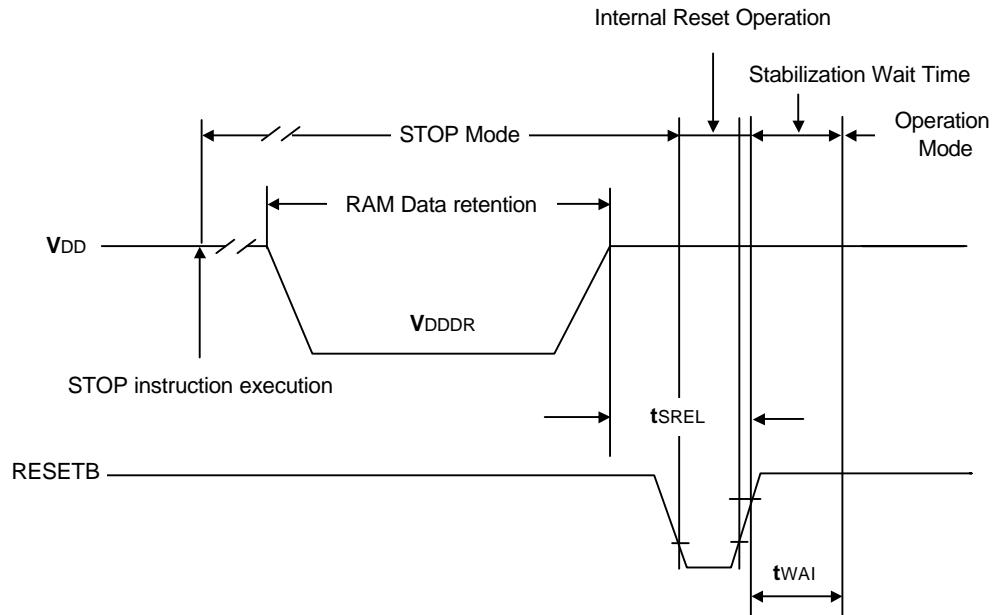 Internal Reset Operation
Stabilization Wait Time
STOP Mode
Operation
Mode
RAM Data retention
VDD
VDDDR
STOP instruction execution
tSREL
RESETB
tWAI